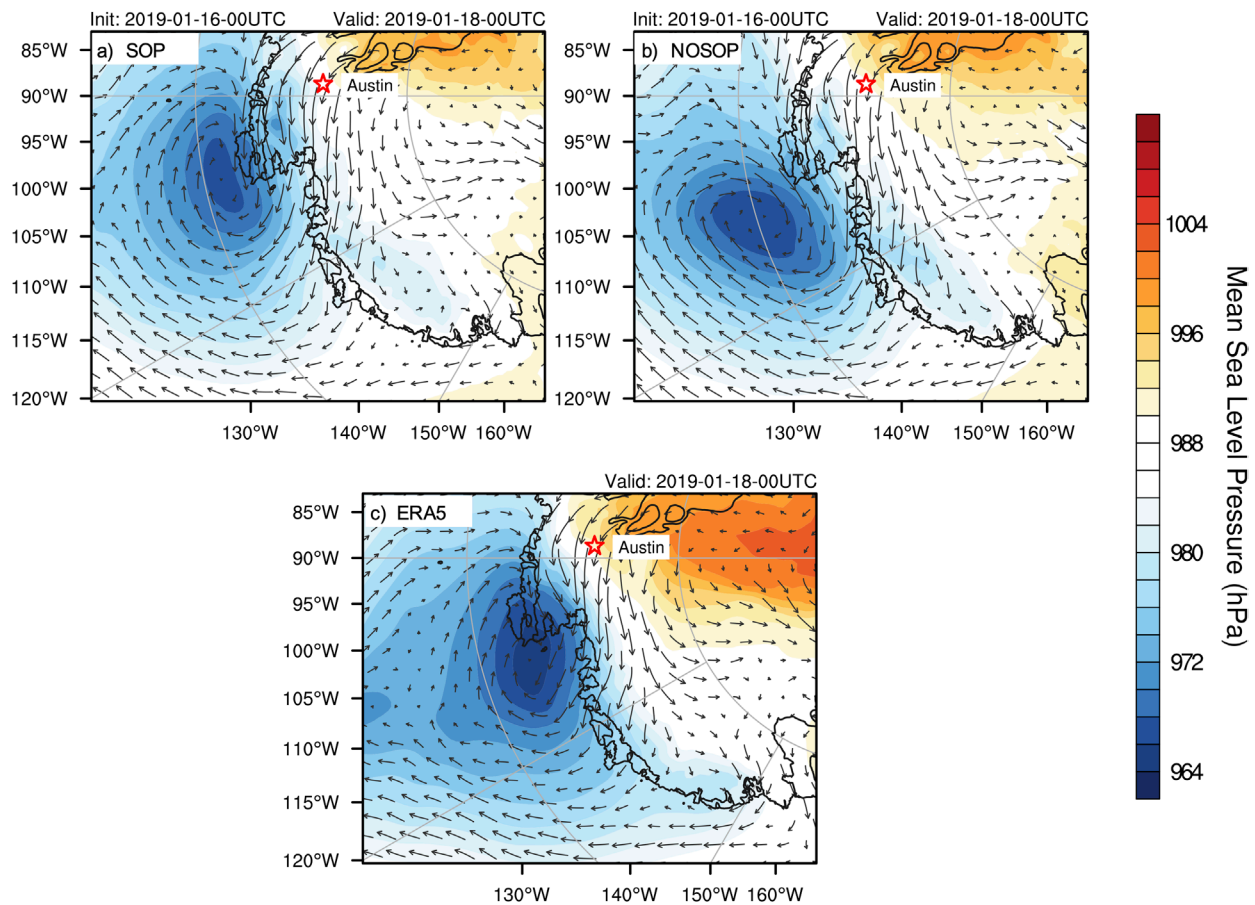 Init: 2019-01-16-00UTC Valid: 2019-01-18-00UTC
a) SOP
Austin
85°W
90°W
95°W
100°W
105°W
110°W
115°W
120°W
130°W 140°W 150°W 160°W
Init: 2019-01-16-00UTC Valid: 2019-01-18-00UTC
b) NOSOP
Austin
85°W
90°W
95°W
100°W
105°W
110°W
115°W
120°W
130°W 140°W 150°W 160°W
Valid: 2019-01-18-00UTC
c) ERA5
Austin
85°W
90°W
95°W
100°W
105°W
110°W
115°W
120°W
130°W 140°W 150°W 160°W
1004
996
988
980
972
964
Mean Sea Level Pressure (hPa)